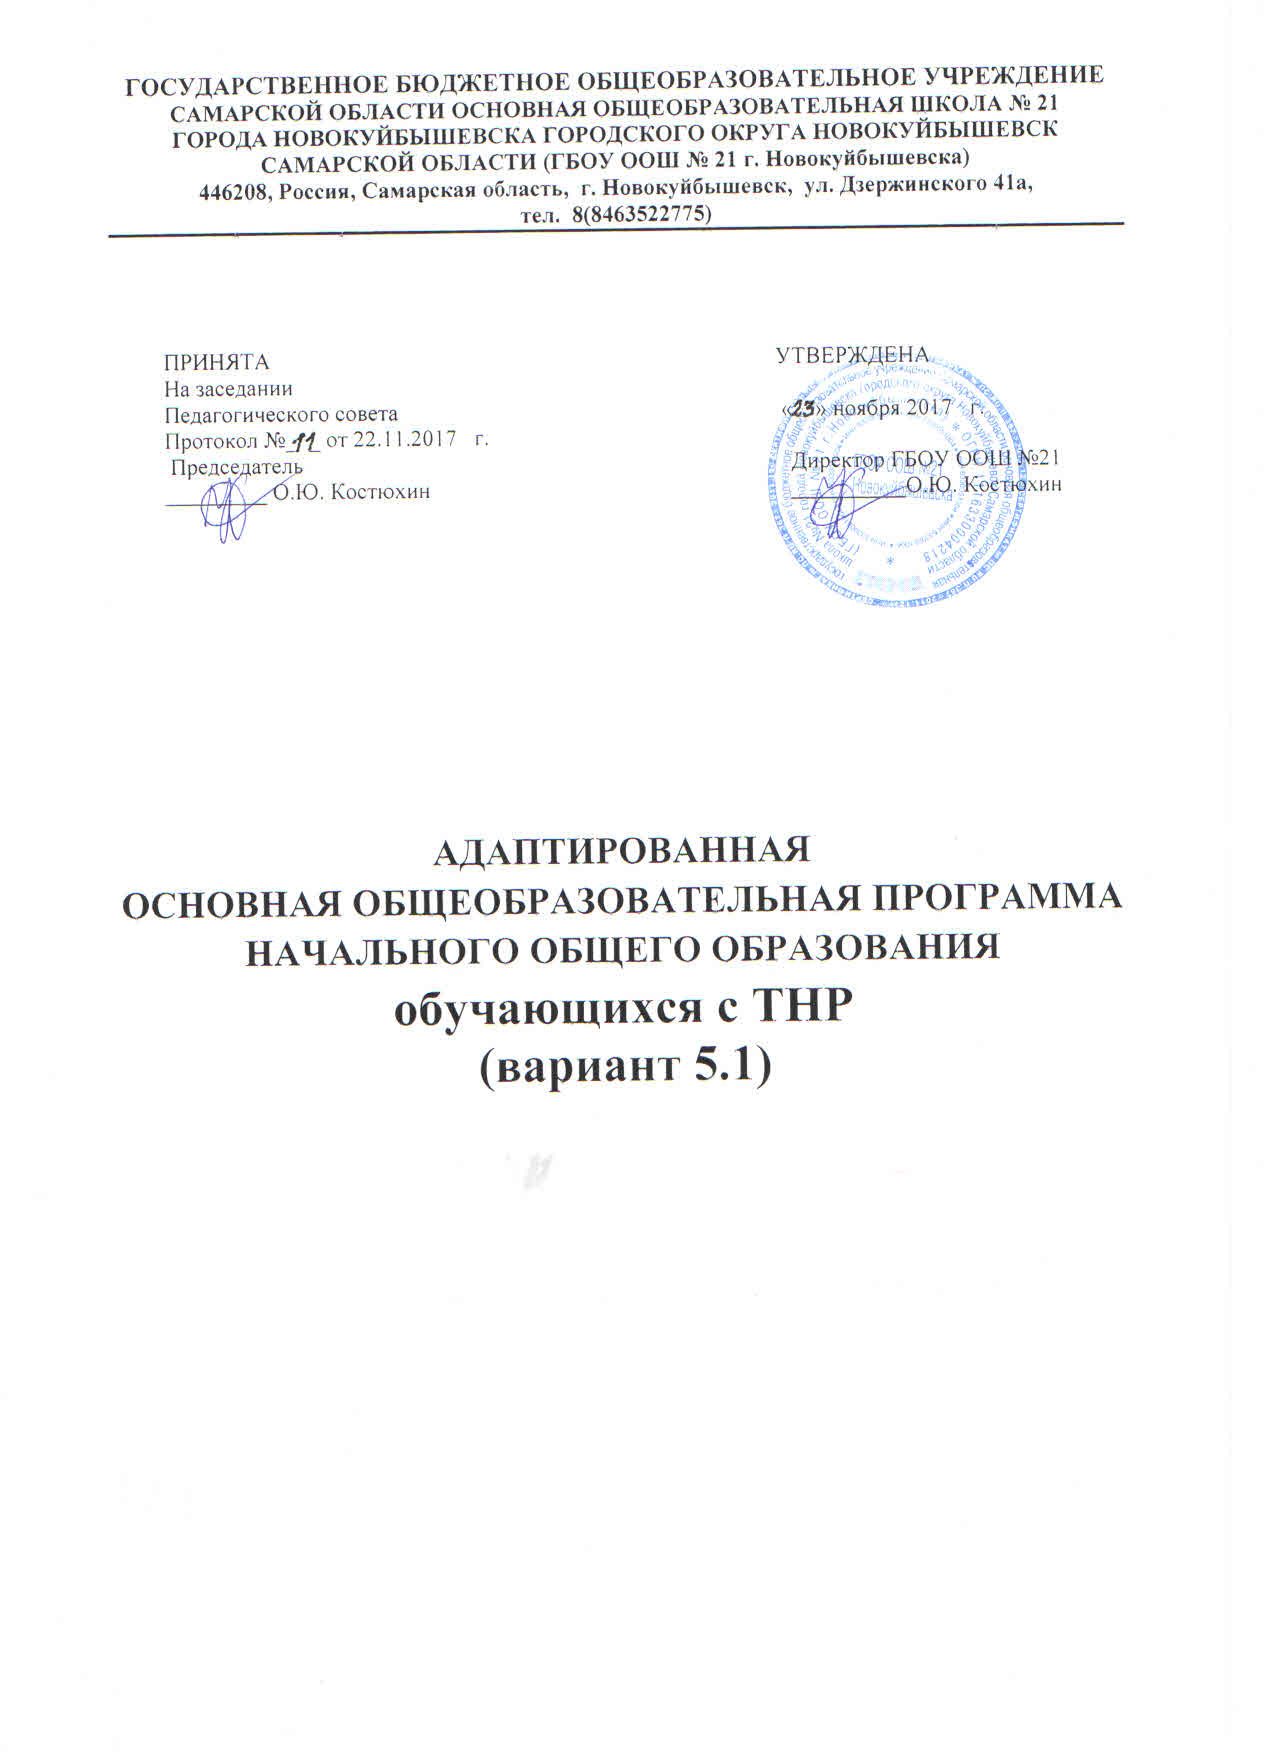 ГОСУДАРСТВЕННОЕ БЮДЖЕТНОЕ ОБЩЕОБРАЗОВАТЕЛЬНОЕ УЧРЕЖДЕНИЕ
САМАРСКОЙ ОБЛАСТИ ОСНОВНАЯ ОБЩЕОБРАЗОВАТЕЛЬНАЯ ШКОЛА № 21
ГОРОДА НОВОКУЙБЫШЕВСКА ГОРОДСКОГО ОКРУГА НОВОКУЙБЫШЕВСК
САМАРСКОЙ ОБЛАСТИ (ГБОУ ООШ № 21 г. Новокуйбышевска)
446208, Россия, Самарская область, г. Новокуйбышевск, ул. Дзержинского 41а,
тел. 8(8463522775)
ПРИНЯТА
На заседании
Педагогического совета
Протокол № 11 от 22.11.2017 г.
Председатель
О.Ю. Костюхин
УТВЕРЖДЕНА
«23» ноября 2017 г.
Директор ГБОУ ООШ №21
О.Ю. Костюхин
АДАПТИРОВАННАЯ
ОСНОВНАЯ ОБЩЕОБРАЗОВАТЕЛЬНАЯ ПРОГРАММА
НАЧАЛЬНОГО ОБЩЕГО ОБРАЗОВАНИЯ
обучающихся с ТНР
(вариант 5.1)